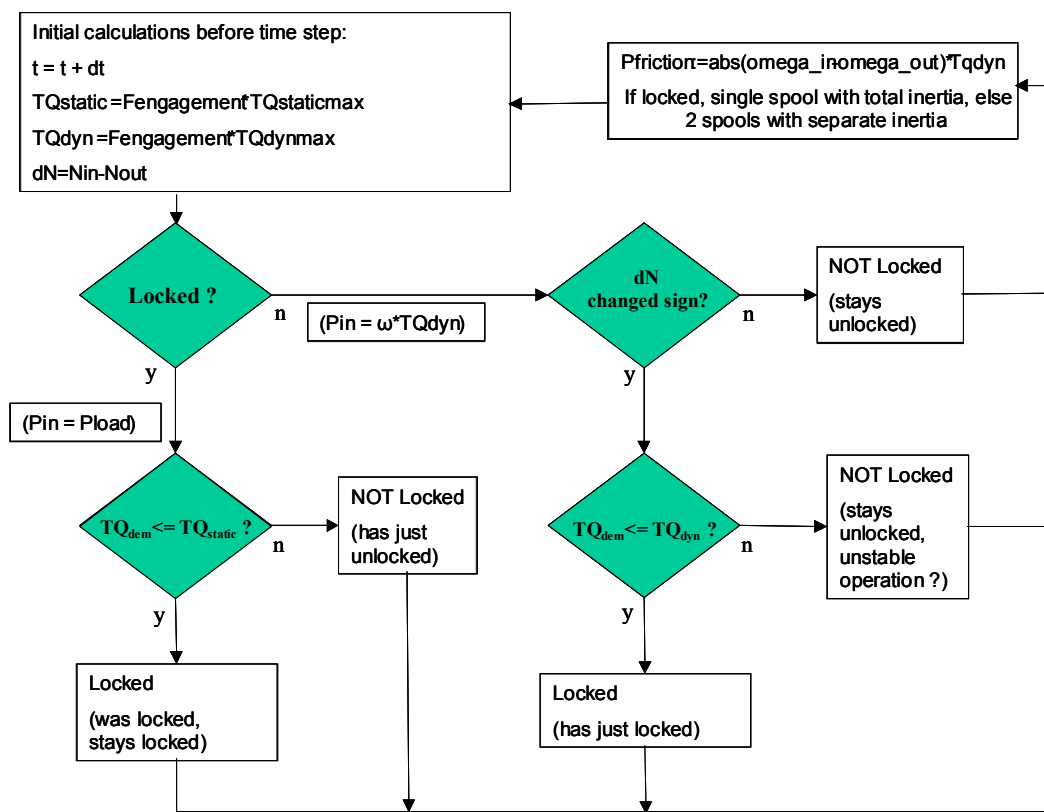 Initial calculations before time step:
t = t + dt
TQstatic =Fengagement*TQstaticmax
TQdyn =Fengagement*TQdynmax
dN=Nin-Nout
Pfriction=abs(omega_in-omega_out)*Tqdyn
If locked, single spool with total inertia, else
2 spools with separate inertia
Locked ?
n
(Pin = ω*TQdyn)
dN
changed sign?
n
NOT Locked
(stays
unlocked)
y
y
(Pin = Pload)
TQdem<= TQstatic ?
n
NOT Locked
(has just
unlocked)
TQdem<= TQdyn ?
n
NOT Locked
(stays
unlocked,
unstable
operation ?)
y
y
Locked
(was locked,
stays locked)
Locked
(has just locked)